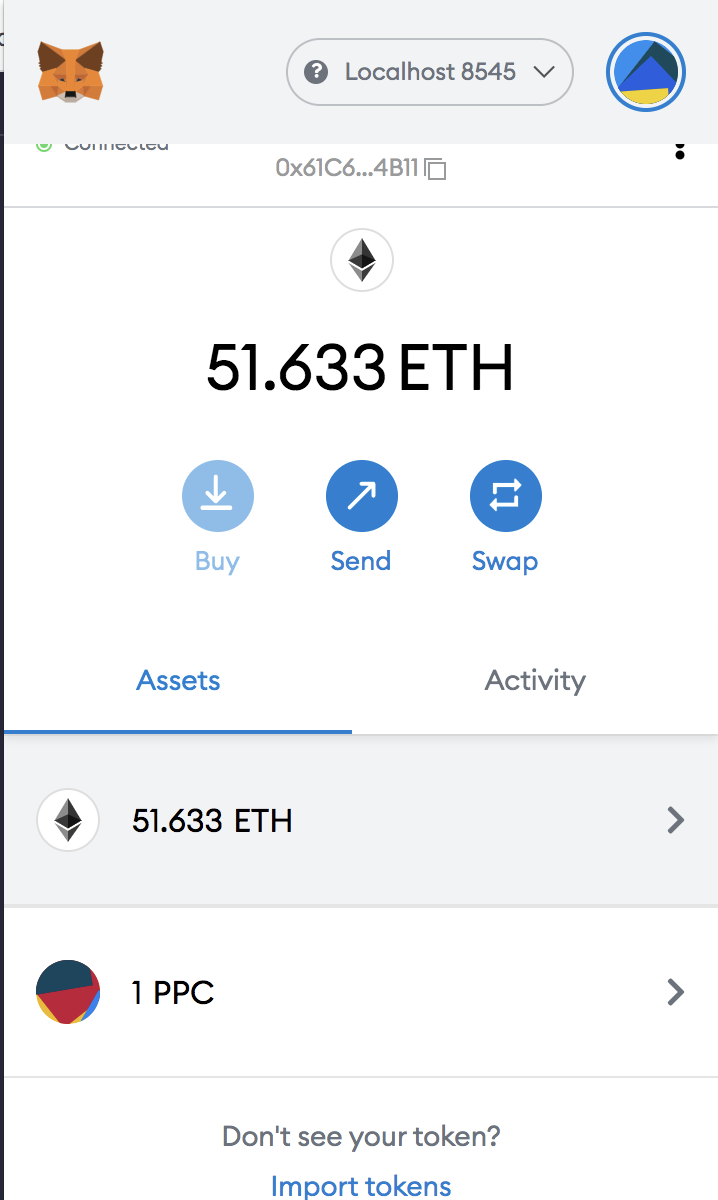 Localhost 8545
Connected
0x61C6...4B11
51.633 ETH
Buy
Send
Swap
Assets
Activity
51.633 ETH
1 PPC
Don't see your token?
Import tokens